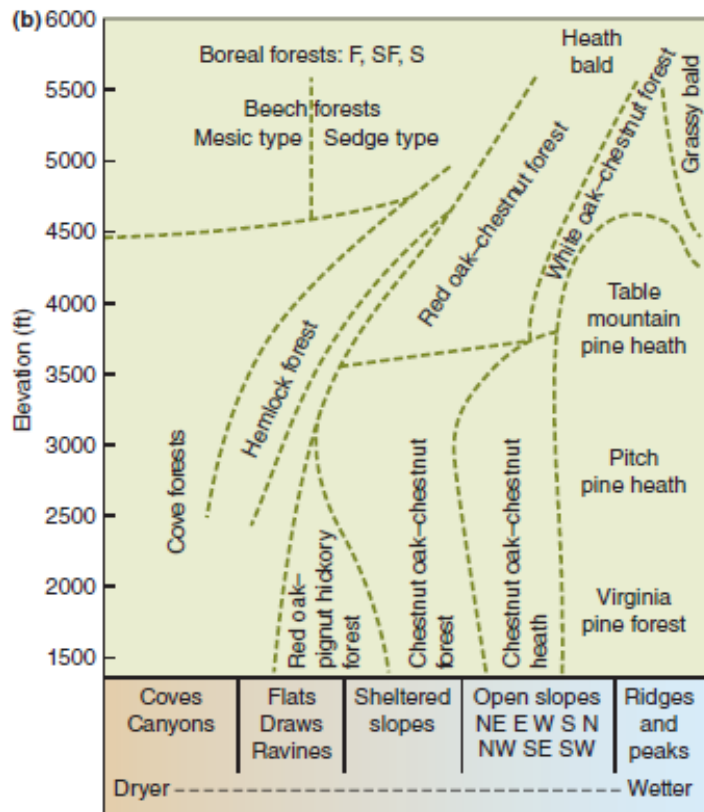 (b)
6000
5500
5000
4500
4000
3500
3000
2500
2000
1500
Elevation (ft)
Boreal forests: F, SF, S
Heath
bald
Beech forests
Mesic type
Sedge type
Grassy bald
White oak–chestnut forest
Red oak–chestnut forest
Table
mountain
pine heath
Hemlock forest
Cove forests
Pitch
pine heath
Red oak–
pignut hickory
forest
Chestnut oak–chestnut
forest
Chestnut oak–chestnut
heath
Virginia
pine forest
Coves
Canyons
Flats
Draws
Ravines
Sheltered
slopes
Open slopes
NE E W S N
NW SE SW
Ridges
and
peaks
Dryer
Wetter